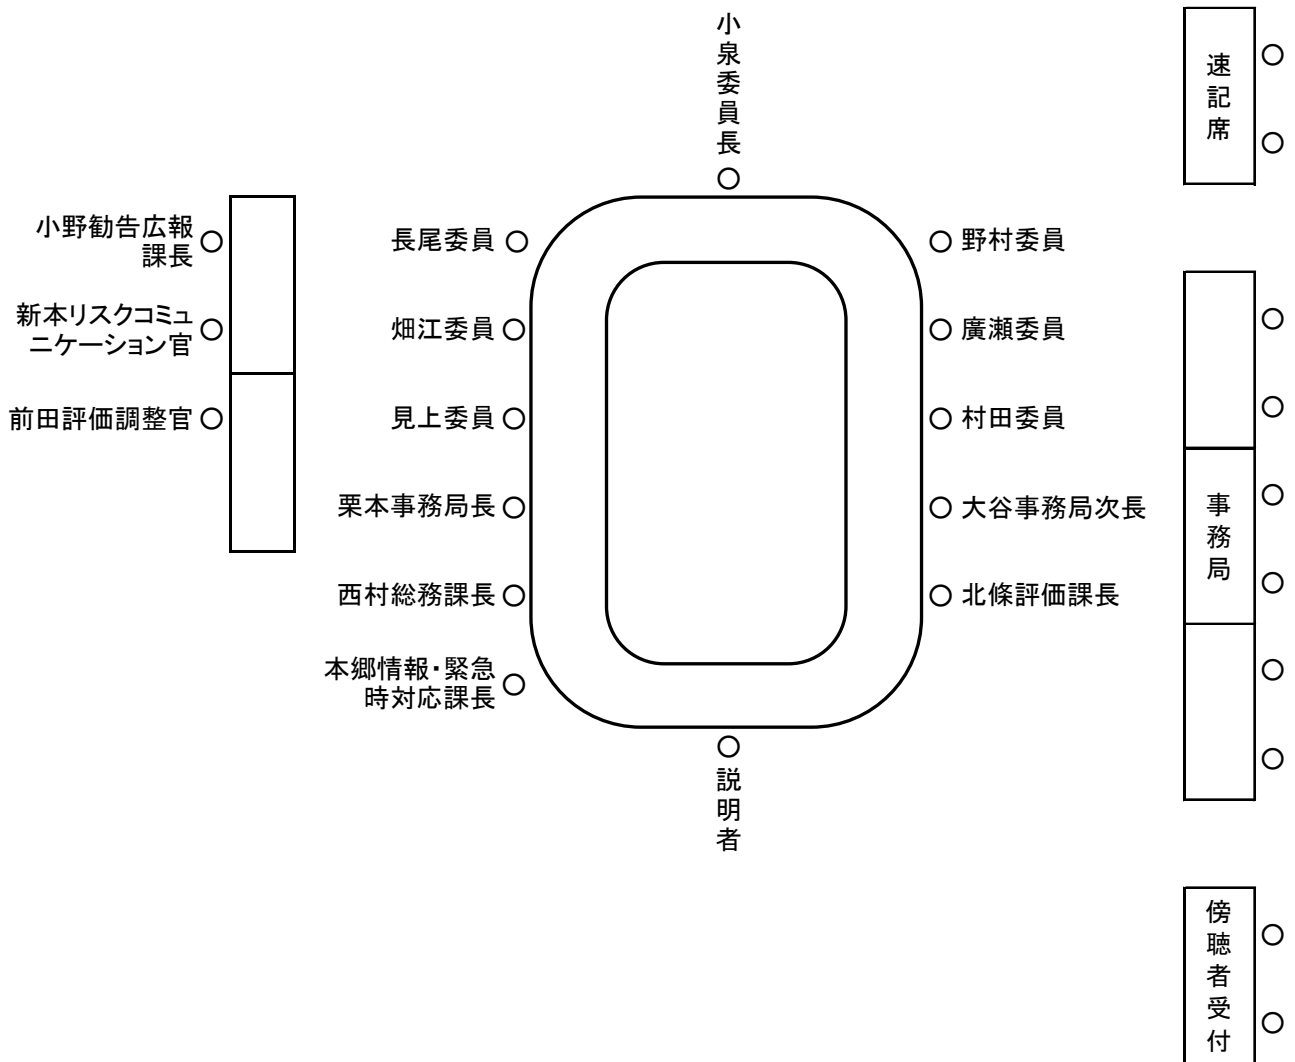 小泉委員長
速記席
小野勧告広報
課長
新本リスクコミュ
ニケーション官
前田評価調整官
長尾委員
畑江委員
見上委員
栗本事務局長
西村総務課長
本郷情報・緊急
時対応課長
野村委員
廣瀬委員
村田委員
大谷事務局次長
北條評価課長
説明者
事務局
傍聴者受付